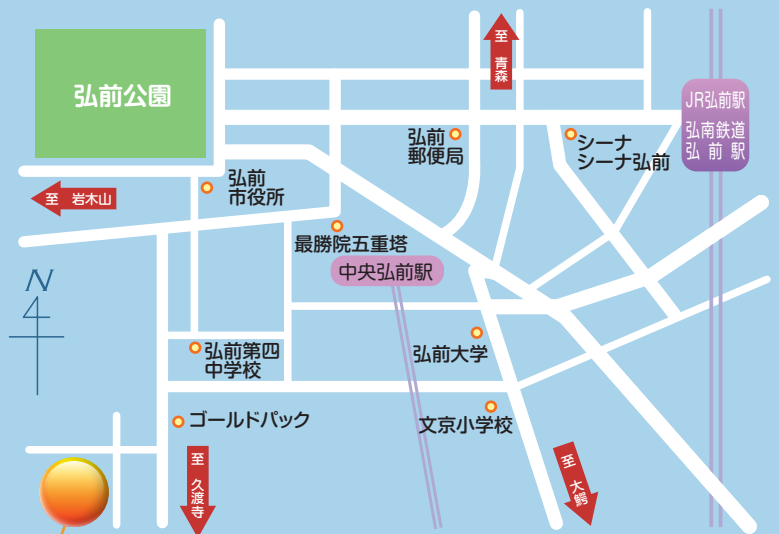 至 青森
弘前公園
JR弘前駅
弘南鉄道
弘前駅
弘前
郵便局
シーナ
シーナ弘前
至 岩木山
弘前
市役所
最勝院五重塔
中央弘前駅
N
弘前第四
中学校
弘前大学
ゴールドパック
文京小学校
至 久渡寺
至 大鰐